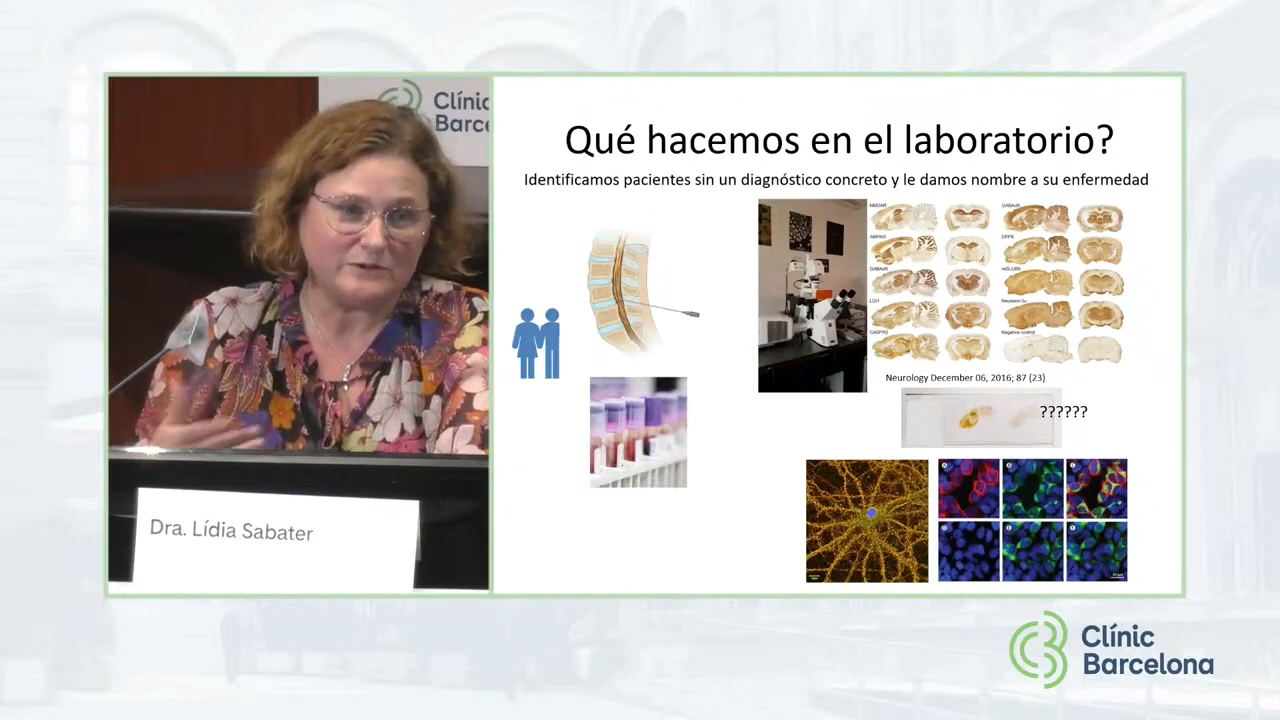 Clínic
Barce
Dra. Lídia Sabater
Qué hacemos en el laboratorio?
Identificamos pacientes sin un diagnóstico concreto y le damos nombre a su enfermedad
NMDAR
AMPAR
GABAaR
LGI1
CASPR2
DPPX
mGLUR5
Neurexin-3α
Negative control
Neurology December 06, 2016; 87 (23)
??????
Clínic
Barcelona